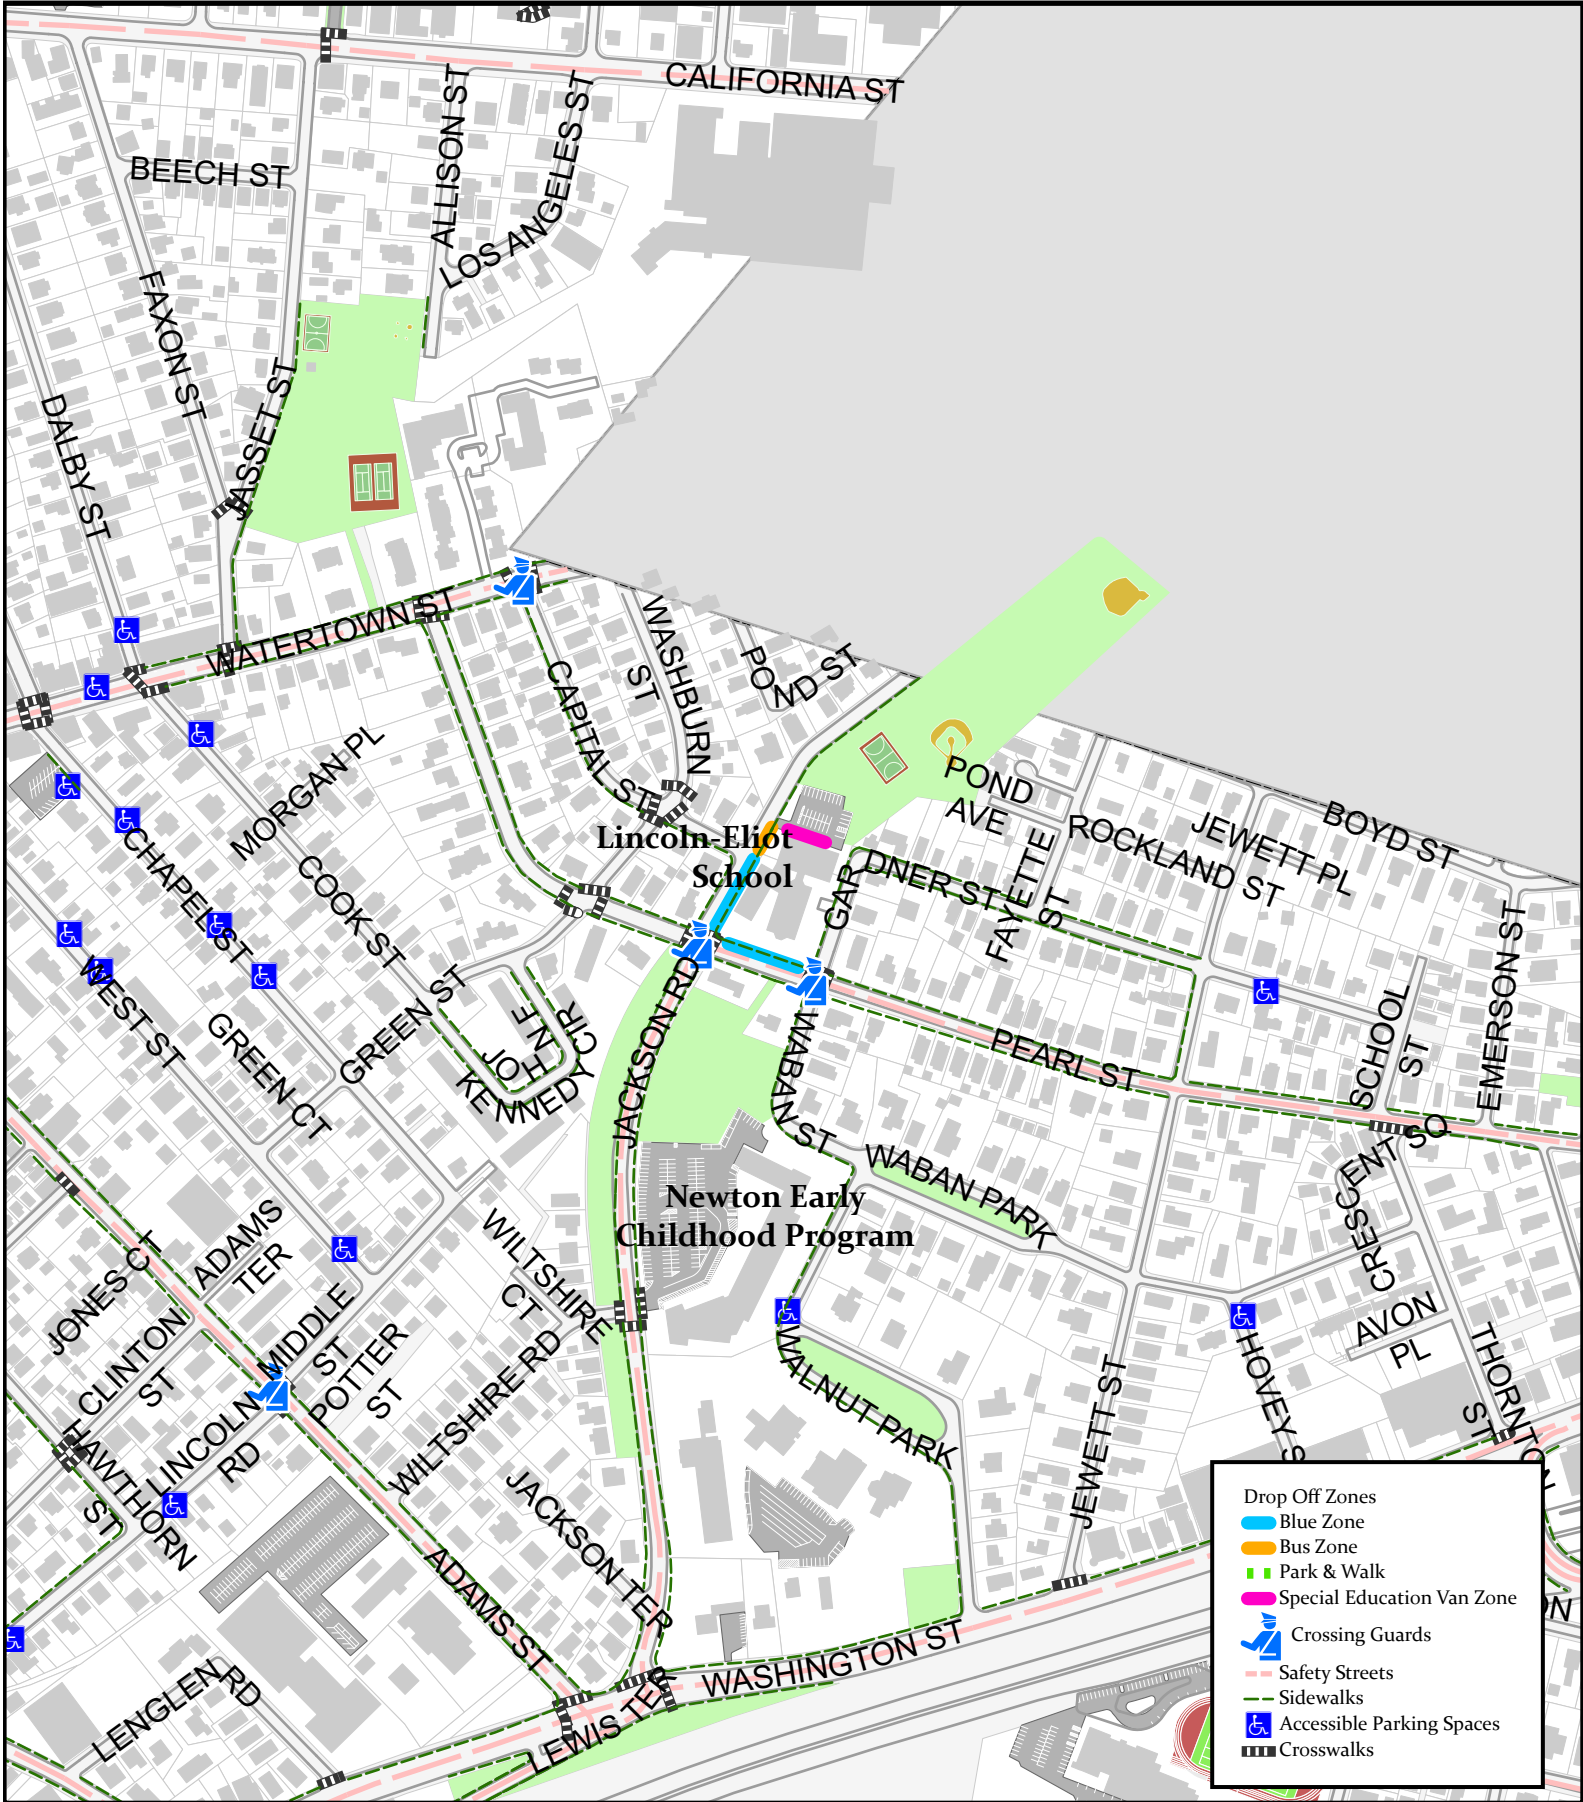 CALIFORNIA ST
ALLISON ST
LOS ANGELES ST
BEECH ST
FAXON ST
JASSET ST
DALBY ST
WATERTOWN ST
WASHBURN
ST
POND ST
CAPITAL ST
MORGAN PL
POND
AVE
BOYD ST
JEWETT PL
ROCKLAND ST
Lincoln-Eliot
School
GARDNER ST
FAYETTE
ST
CHAPEL ST
COOK ST
EMERSON ST
WEST ST
GREEN CT
GREEN ST
JOHN E
KENNEDY CIR
JACKSON RD
WABAN ST
PEARL ST
SCHOOL
ST
CRESCENT SQ
WABAN PARK
Newton Early
Childhood Program
ADAMS
TER
JONES CT
WILTSHIRE
CT
CLINTON
ST
MIDDLE
ST
POTTER
ST
WILTSHIRE RD
AVON
PL
HOVEY S
THORNTON
ST
WALNUT PARK
JEWETT ST
LINCOLN
RD
HAWTHORN
ST
JACKSON TER
ADAMS ST
WASHINGTON ST
LENGLEN RD
LEWIS TER
ON
Drop Off Zones
Blue Zone
Bus Zone
Park & Walk
Special Education Van Zone
Crossing Guards
Safety Streets
Sidewalks
Accessible Parking Spaces
Crosswalks